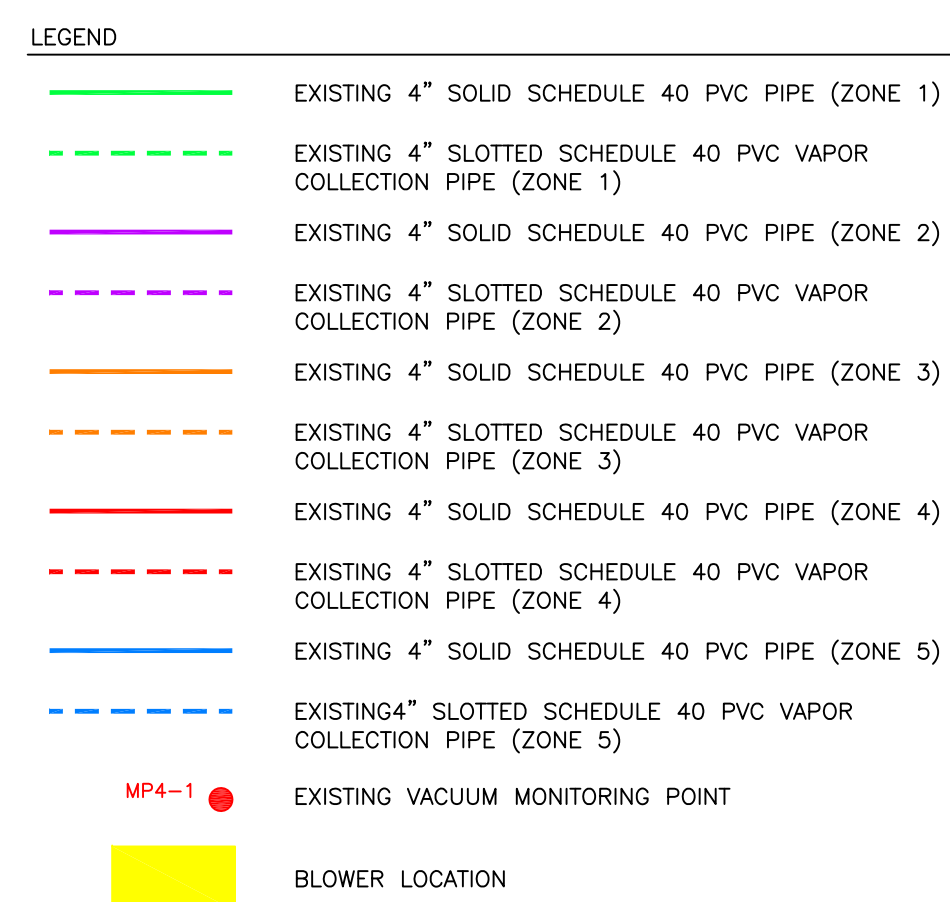 LEGEND
EXISTING 4” SOLID SCHEDULE 40 PVC PIPE (ZONE 1)
EXISTING 4” SLOTTED SCHEDULE 40 PVC VAPOR
COLLECTION PIPE (ZONE 1)
EXISTING 4” SOLID SCHEDULE 40 PVC PIPE (ZONE 2)
EXISTING 4” SLOTTED SCHEDULE 40 PVC VAPOR
COLLECTION PIPE (ZONE 2)
EXISTING 4” SOLID SCHEDULE 40 PVC PIPE (ZONE 3)
EXISTING 4” SLOTTED SCHEDULE 40 PVC VAPOR
COLLECTION PIPE (ZONE 3)
EXISTING 4” SOLID SCHEDULE 40 PVC PIPE (ZONE 4)
EXISTING 4” SLOTTED SCHEDULE 40 PVC VAPOR
COLLECTION PIPE (ZONE 4)
EXISTING 4” SOLID SCHEDULE 40 PVC PIPE (ZONE 5)
EXISTING4” SLOTTED SCHEDULE 40 PVC VAPOR
COLLECTION PIPE (ZONE 5)
MP4-1 EXISTING VACUUM MONITORING POINT
BLOWER LOCATION